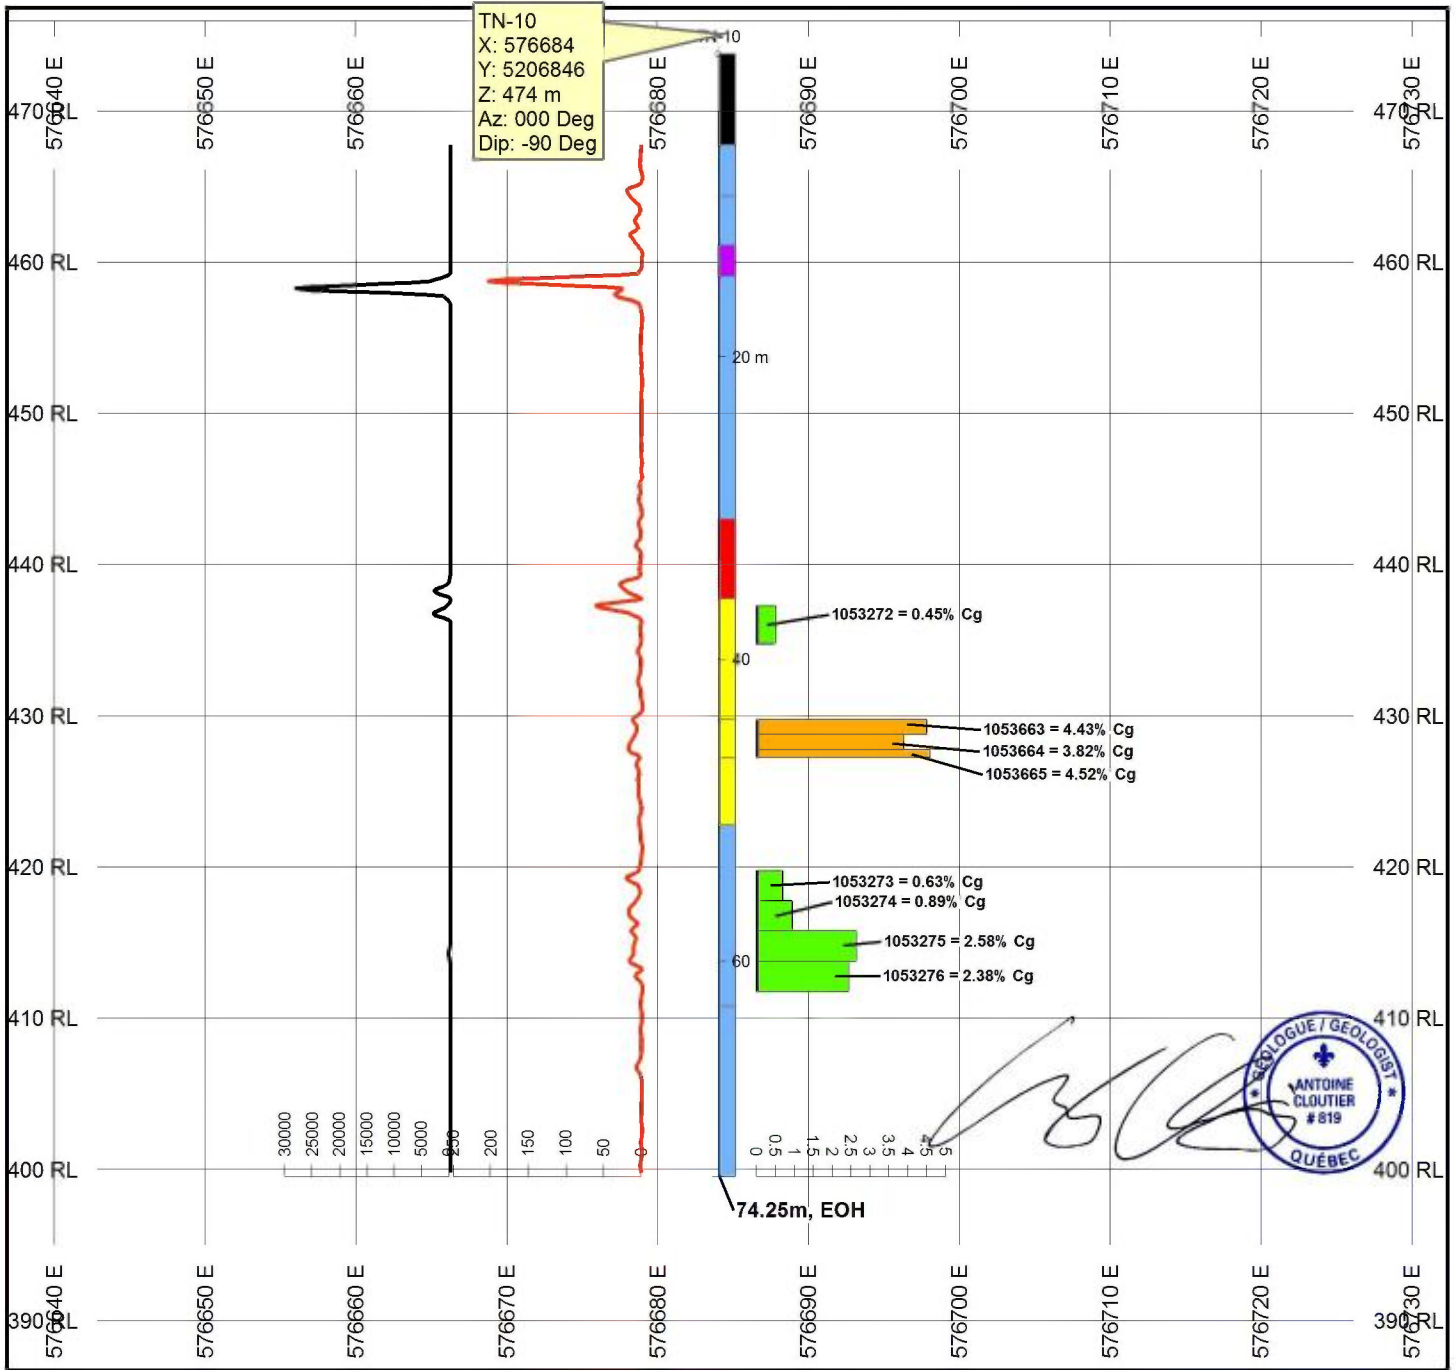 TN-10
X: 576684
Y: 5206846
Z: 474 m
Az: 000 Deg
Dip: -90 Deg
576640 E
576650 E
576660 E
576670 E
576680 E
576690 E
576700 E
576710 E
576720 E
576730 E
470 RL
470 RL
460 RL
460 RL
20 m
450 RL
450 RL
440 RL
440 RL
1053272 = 0.45% Cg
40
430 RL
430 RL
1053663 = 4.43% Cg
1053664 = 3.82% Cg
1053665 = 4.52% Cg
420 RL
420 RL
1053273 = 0.63% Cg
1053274 = 0.89% Cg
1053275 = 2.58% Cg
60
1053276 = 2.38% Cg
410 RL
410 RL
GÉOLOGUE / GEOLOGIST
ANTOINE
CLOUTIER
# 819
QUÉBEC
30000 25000 20000 15000 10000 5000
250 200 150 100 50 0
0 0.5 1 1.5 2 2.5 3 3.5 4 4.5 5
400 RL
400 RL
74.25m, EOH
576640 E
576650 E
576660 E
576670 E
576680 E
576690 E
576700 E
576710 E
576720 E
576730 E
390 RL
390 RL